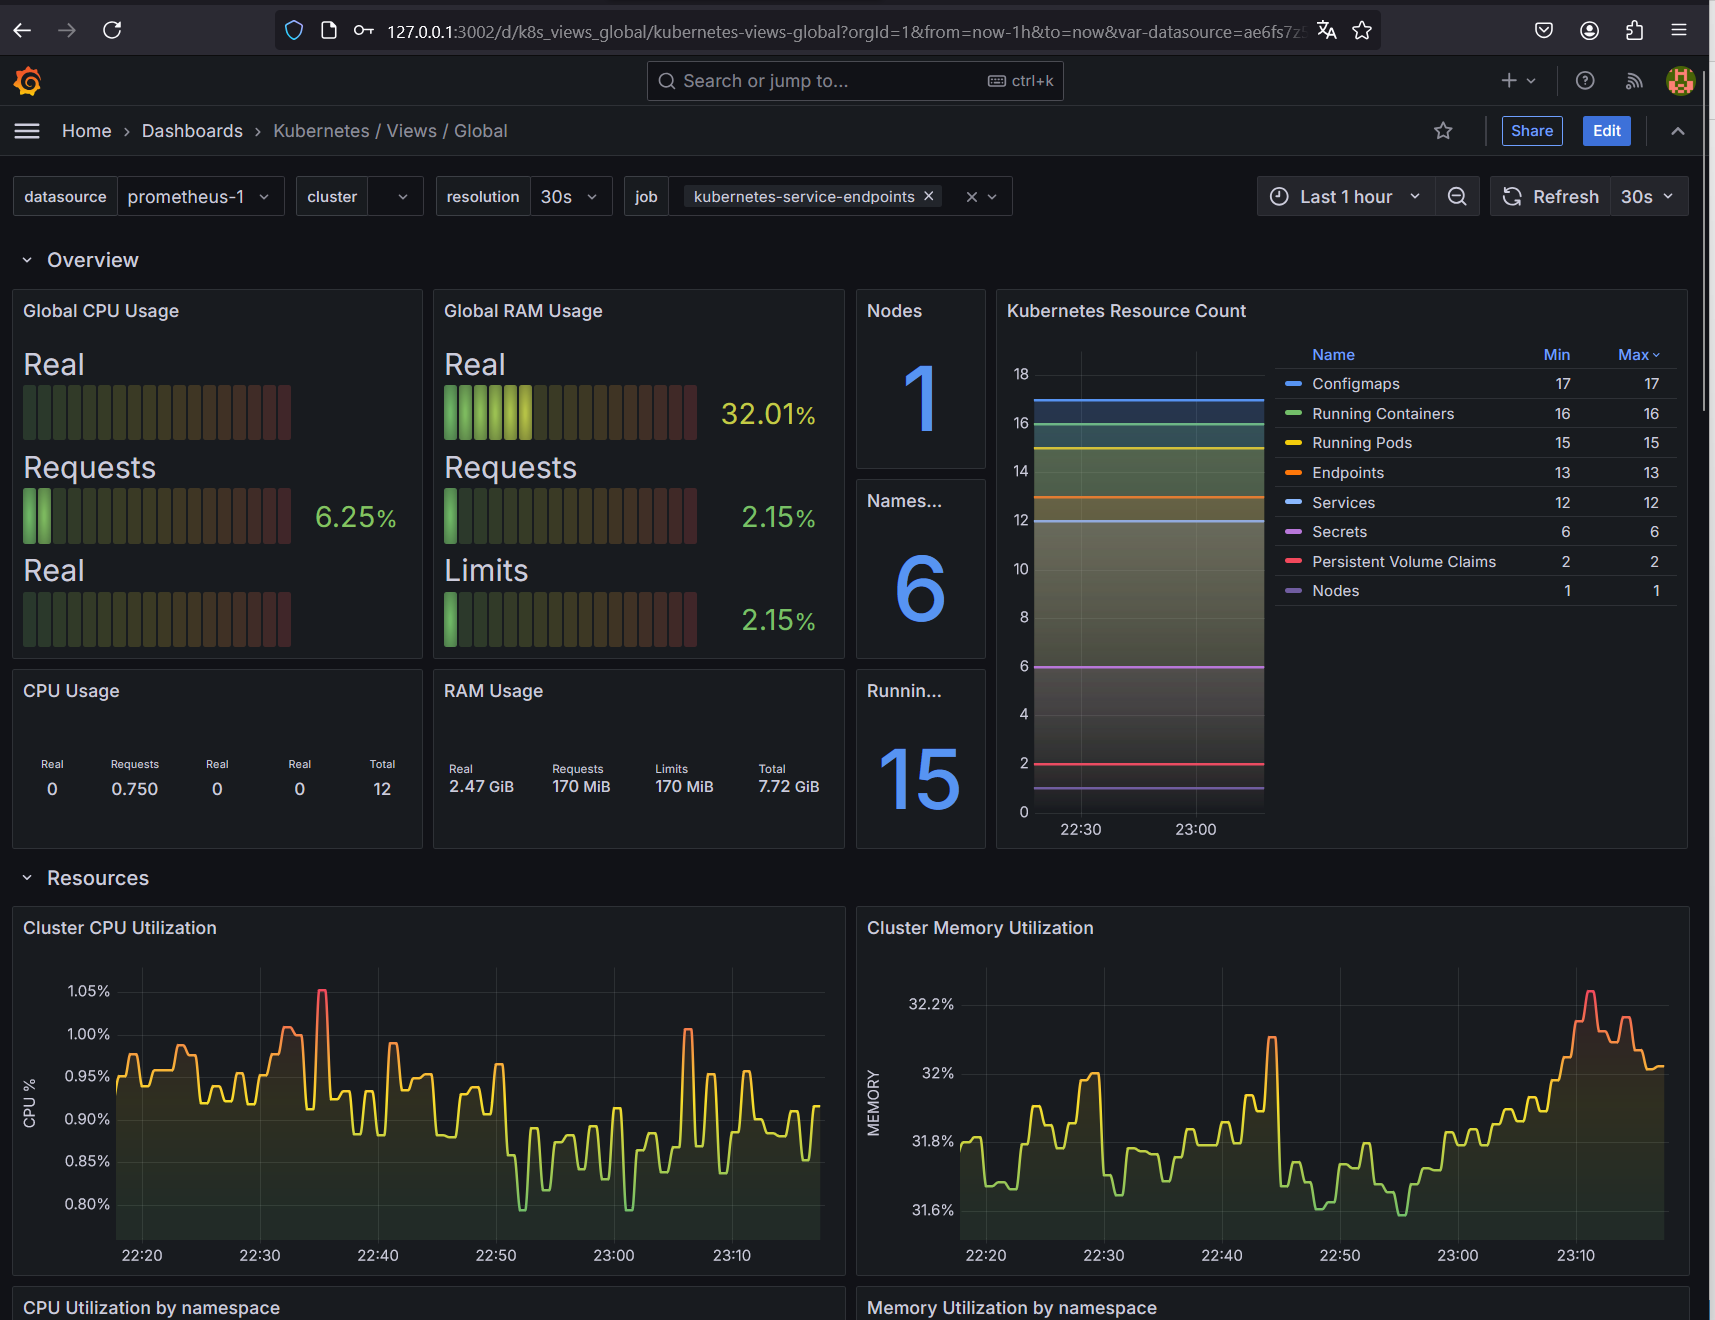 127.0.0.1:3002/d/k8s_views_global/kubernetes-views-global?orgId=1&from=now-1h&to=now&var-datasource=ae6fs7z5
Search or jump to... ctrl+k
Home › Dashboards › Kubernetes / Views / Global
Share
Edit
datasource prometheus-1
cluster
resolution 30s
job kubernetes-service-endpoints
Last 1 hour
Refresh 30s
Overview
Global CPU Usage
Real
Requests
6.25%
Real
Global RAM Usage
Real
32.01%
Requests
2.15%
Limits
2.15%
Nodes
1
Names...
6
Runnin...
15
CPU Usage
Real Requests Real Real Total
0 0.750 0 0 12
RAM Usage
Real Requests Limits Total
2.47 GiB 170 MiB 170 MiB 7.72 GiB
Kubernetes Resource Count
18
16
14
12
10
8
6
4
2
0
22:30 23:00
Name Min Max
Configmaps 17 17
Running Containers 16 16
Running Pods 15 15
Endpoints 13 13
Services 12 12
Secrets 6 6
Persistent Volume Claims 2 2
Nodes 1 1
Resources
Cluster CPU Utilization
CPU %
1.05%
1.00%
0.95%
0.90%
0.85%
0.80%
22:20 22:30 22:40 22:50 23:00 23:10
Cluster Memory Utilization
MEMORY
32.2%
32%
31.8%
31.6%
22:20 22:30 22:40 22:50 23:00 23:10
CPU Utilization by namespace
Memory Utilization by namespace